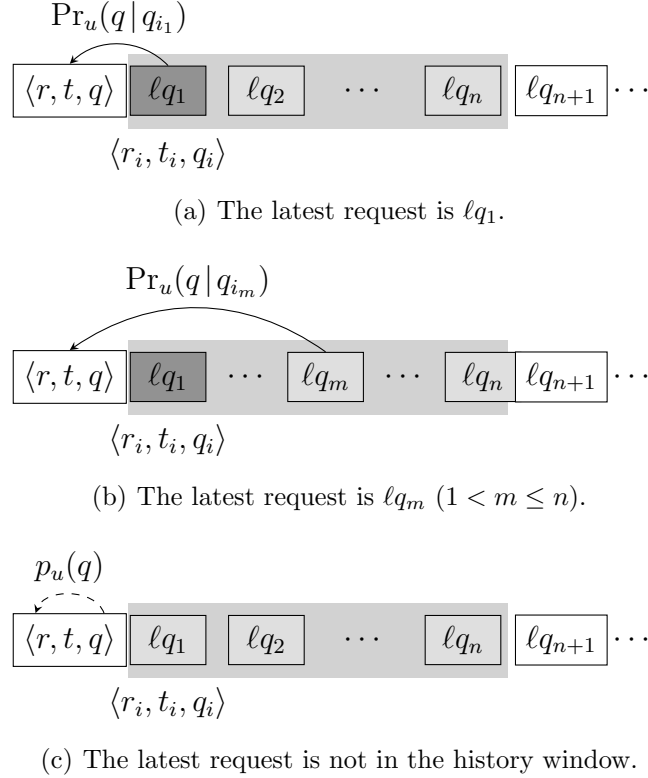 Pr_u(q | q_{i_1})
⟨r, t, q⟩ ℓq_1 ℓq_2 ⋯ ℓq_n ℓq_{n+1} ⋯
⟨r_i, t_i, q_i⟩
(a) The latest request is ℓq_1.
Pr_u(q | q_{i_m})
⟨r, t, q⟩ ℓq_1 ⋯ ℓq_m ⋯ ℓq_n ℓq_{n+1} ⋯
⟨r_i, t_i, q_i⟩
(b) The latest request is ℓq_m (1 < m ≤ n).
p_u(q)
⟨r, t, q⟩ ℓq_1 ℓq_2 ⋯ ℓq_n ℓq_{n+1} ⋯
⟨r_i, t_i, q_i⟩
(c) The latest request is not in the history window.